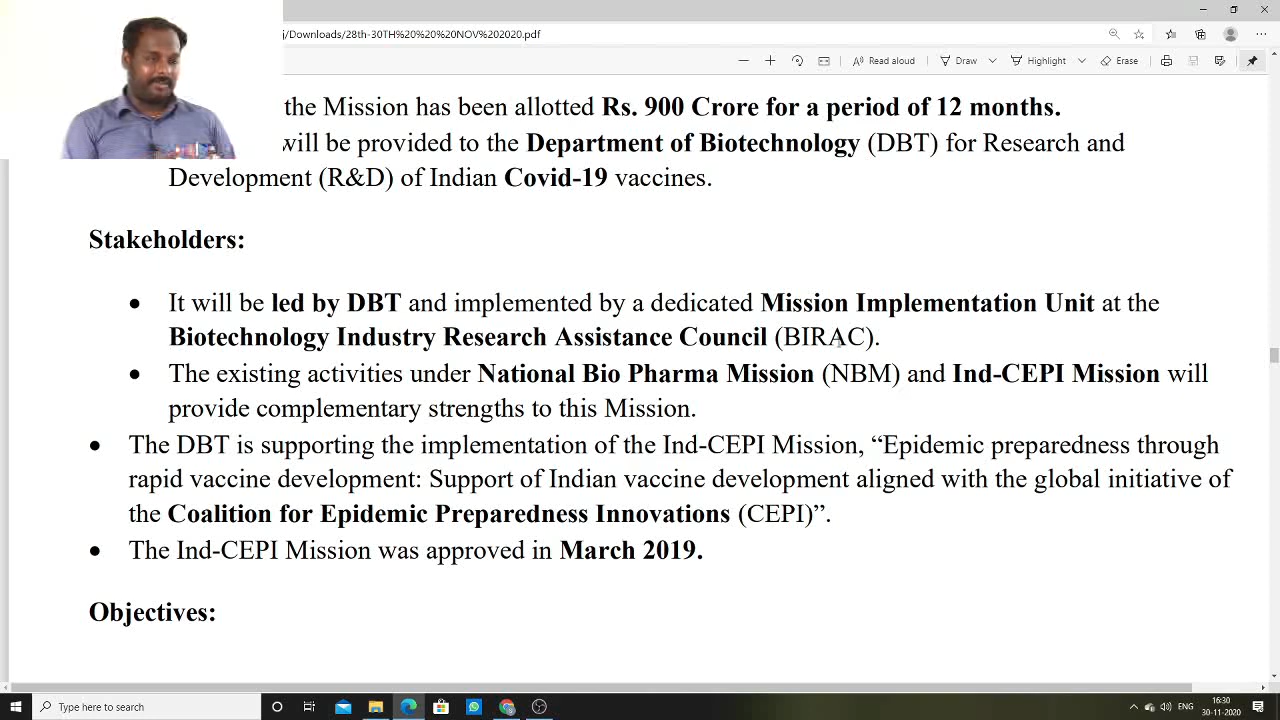 j/Downloads/28th-30TH%20%20%20NOV%202020.pdf
Read aloud
Draw
Highlight
Erase
the Mission has been allotted Rs. 900 Crore for a period of 12 months.
will be provided to the Department of Biotechnology (DBT) for Research and
Development (R&D) of Indian Covid-19 vaccines.
Stakeholders:
• It will be led by DBT and implemented by a dedicated Mission Implementation Unit at the
Biotechnology Industry Research Assistance Council (BIRAC).
• The existing activities under National Bio Pharma Mission (NBM) and Ind-CEPI Mission will
provide complementary strengths to this Mission.
• The DBT is supporting the implementation of the Ind-CEPI Mission, “Epidemic preparedness through
rapid vaccine development: Support of Indian vaccine development aligned with the global initiative of
the Coalition for Epidemic Preparedness Innovations (CEPI)”.
• The Ind-CEPI Mission was approved in March 2019.
Objectives:
Type here to search
ENG
16:30
30-11-2020